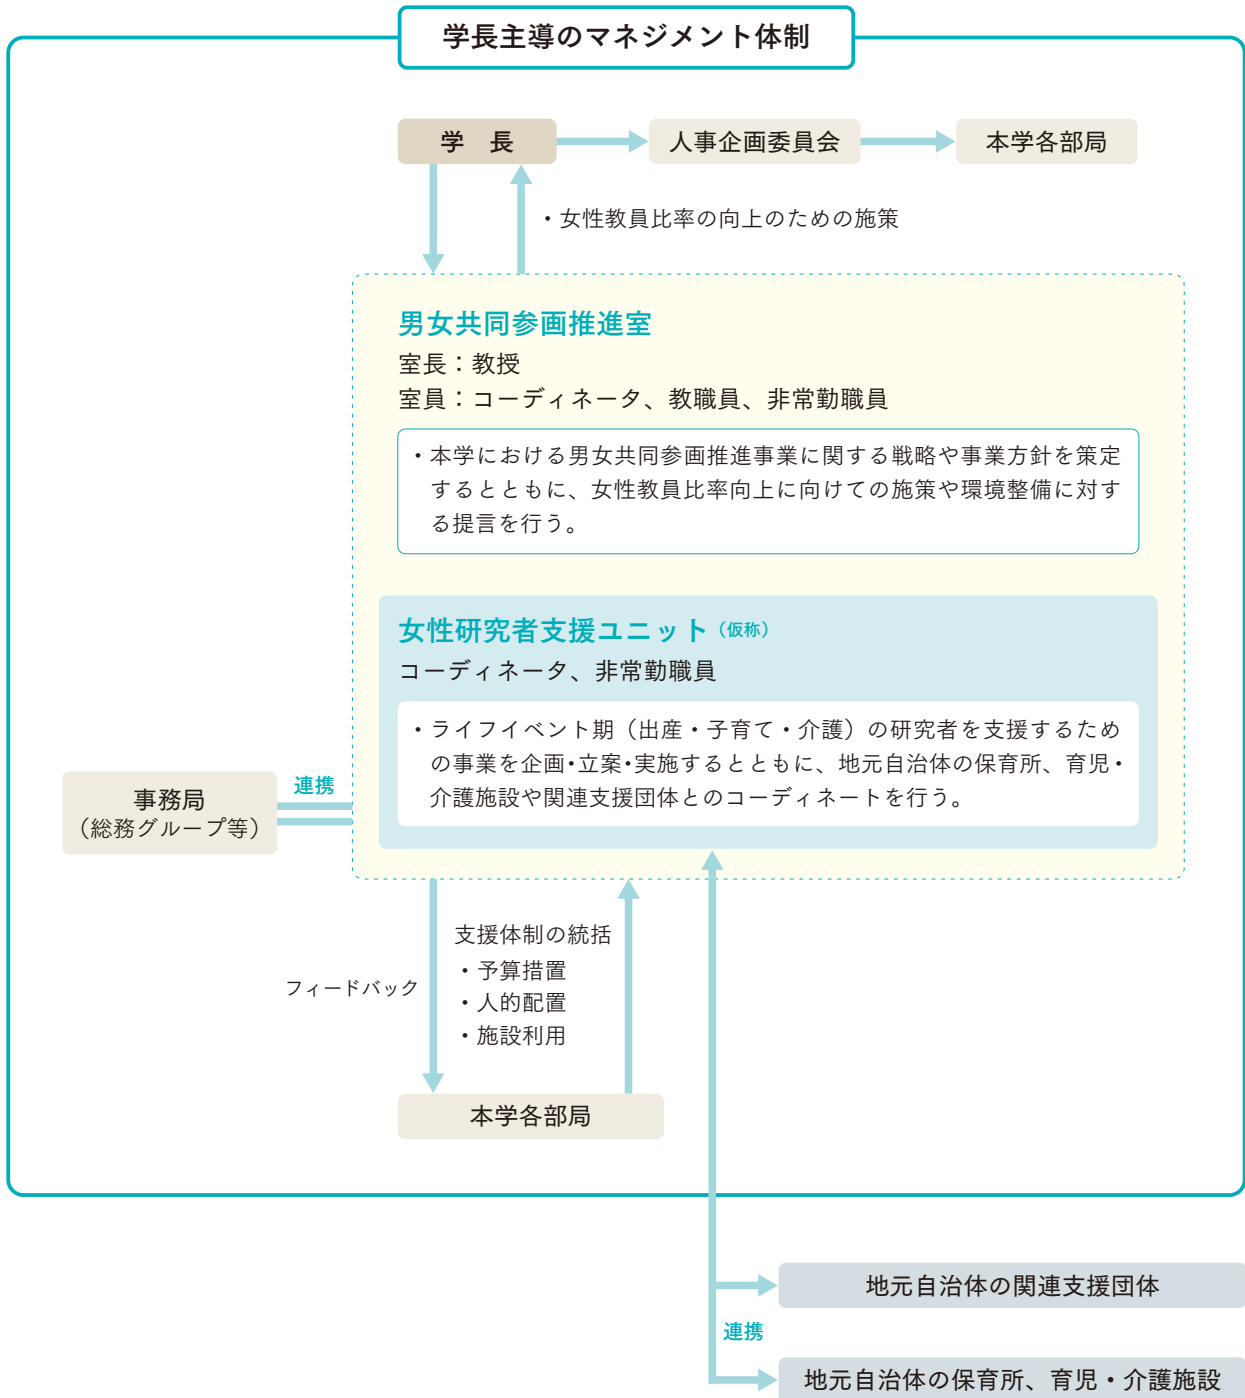 学長主導のマネジメント体制
学　長
人事企画委員会
本学各部局
・女性教員比率の向上のための施策
男女共同参画推進室
室長：教授
室員：コーディネータ、教職員、非常勤職員
・本学における男女共同参画推進事業に関する戦略や事業方針を策定
するとともに、女性教員比率向上に向けての施策や環境整備に対す
る提言を行う。
女性研究者支援ユニット（仮称）
コーディネータ、非常勤職員
・ライフイベント期（出産・子育て・介護）の研究者を支援するため
の事業を企画・立案・実施するとともに、地元自治体の保育所、育児・
介護施設や関連支援団体とのコーディネートを行う。
事務局
（総務グループ等）
連携
フィードバック
支援体制の統括
・予算措置
・人的配置
・施設利用
本学各部局
地元自治体の関連支援団体
連携
地元自治体の保育所、育児・介護施設